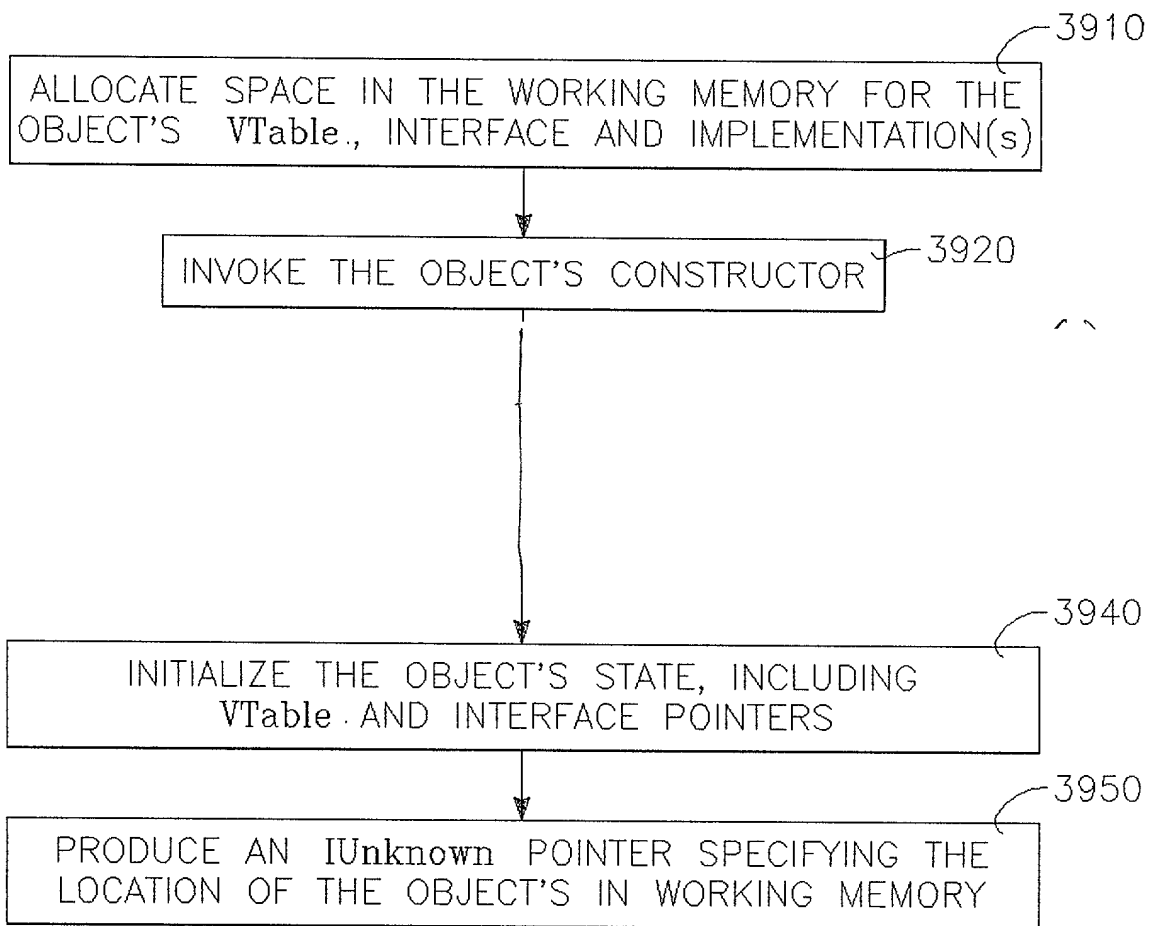 3910
ALLOCATE SPACE IN THE WORKING MEMORY FOR THE
OBJECT'S VTable., INTERFACE AND IMPLEMENTATION(s)
3920
INVOKE THE OBJECT'S CONSTRUCTOR
3940
INITIALIZE THE OBJECT'S STATE, INCLUDING
VTable . AND INTERFACE POINTERS
3950
PRODUCE AN IUnknown POINTER SPECIFYING THE
LOCATION OF THE OBJECT'S IN WORKING MEMORY